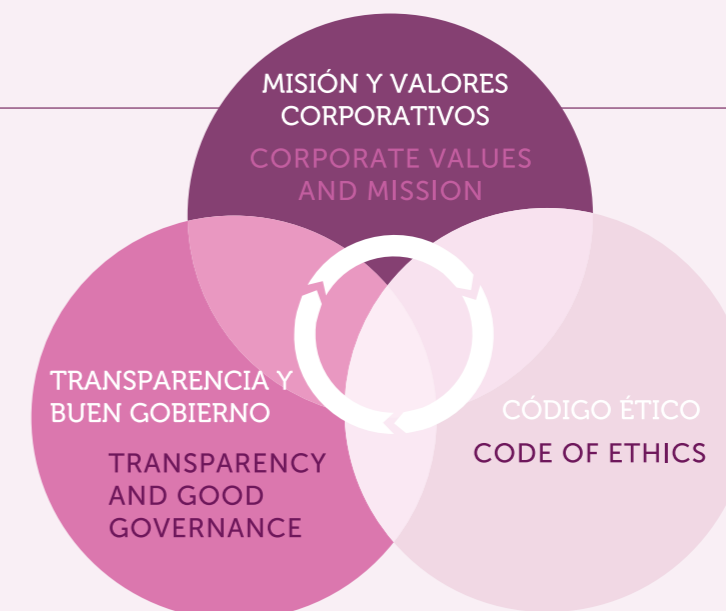 MISIÓN Y VALORES
CORPORATIVOS
CORPORATE VALUES
AND MISSION
TRANSPARENCIA Y
BUEN GOBIERNO
TRANSPARENCY
AND GOOD
GOVERNANCE
CÓDIGO ÉTICO
CODE OF ETHICS